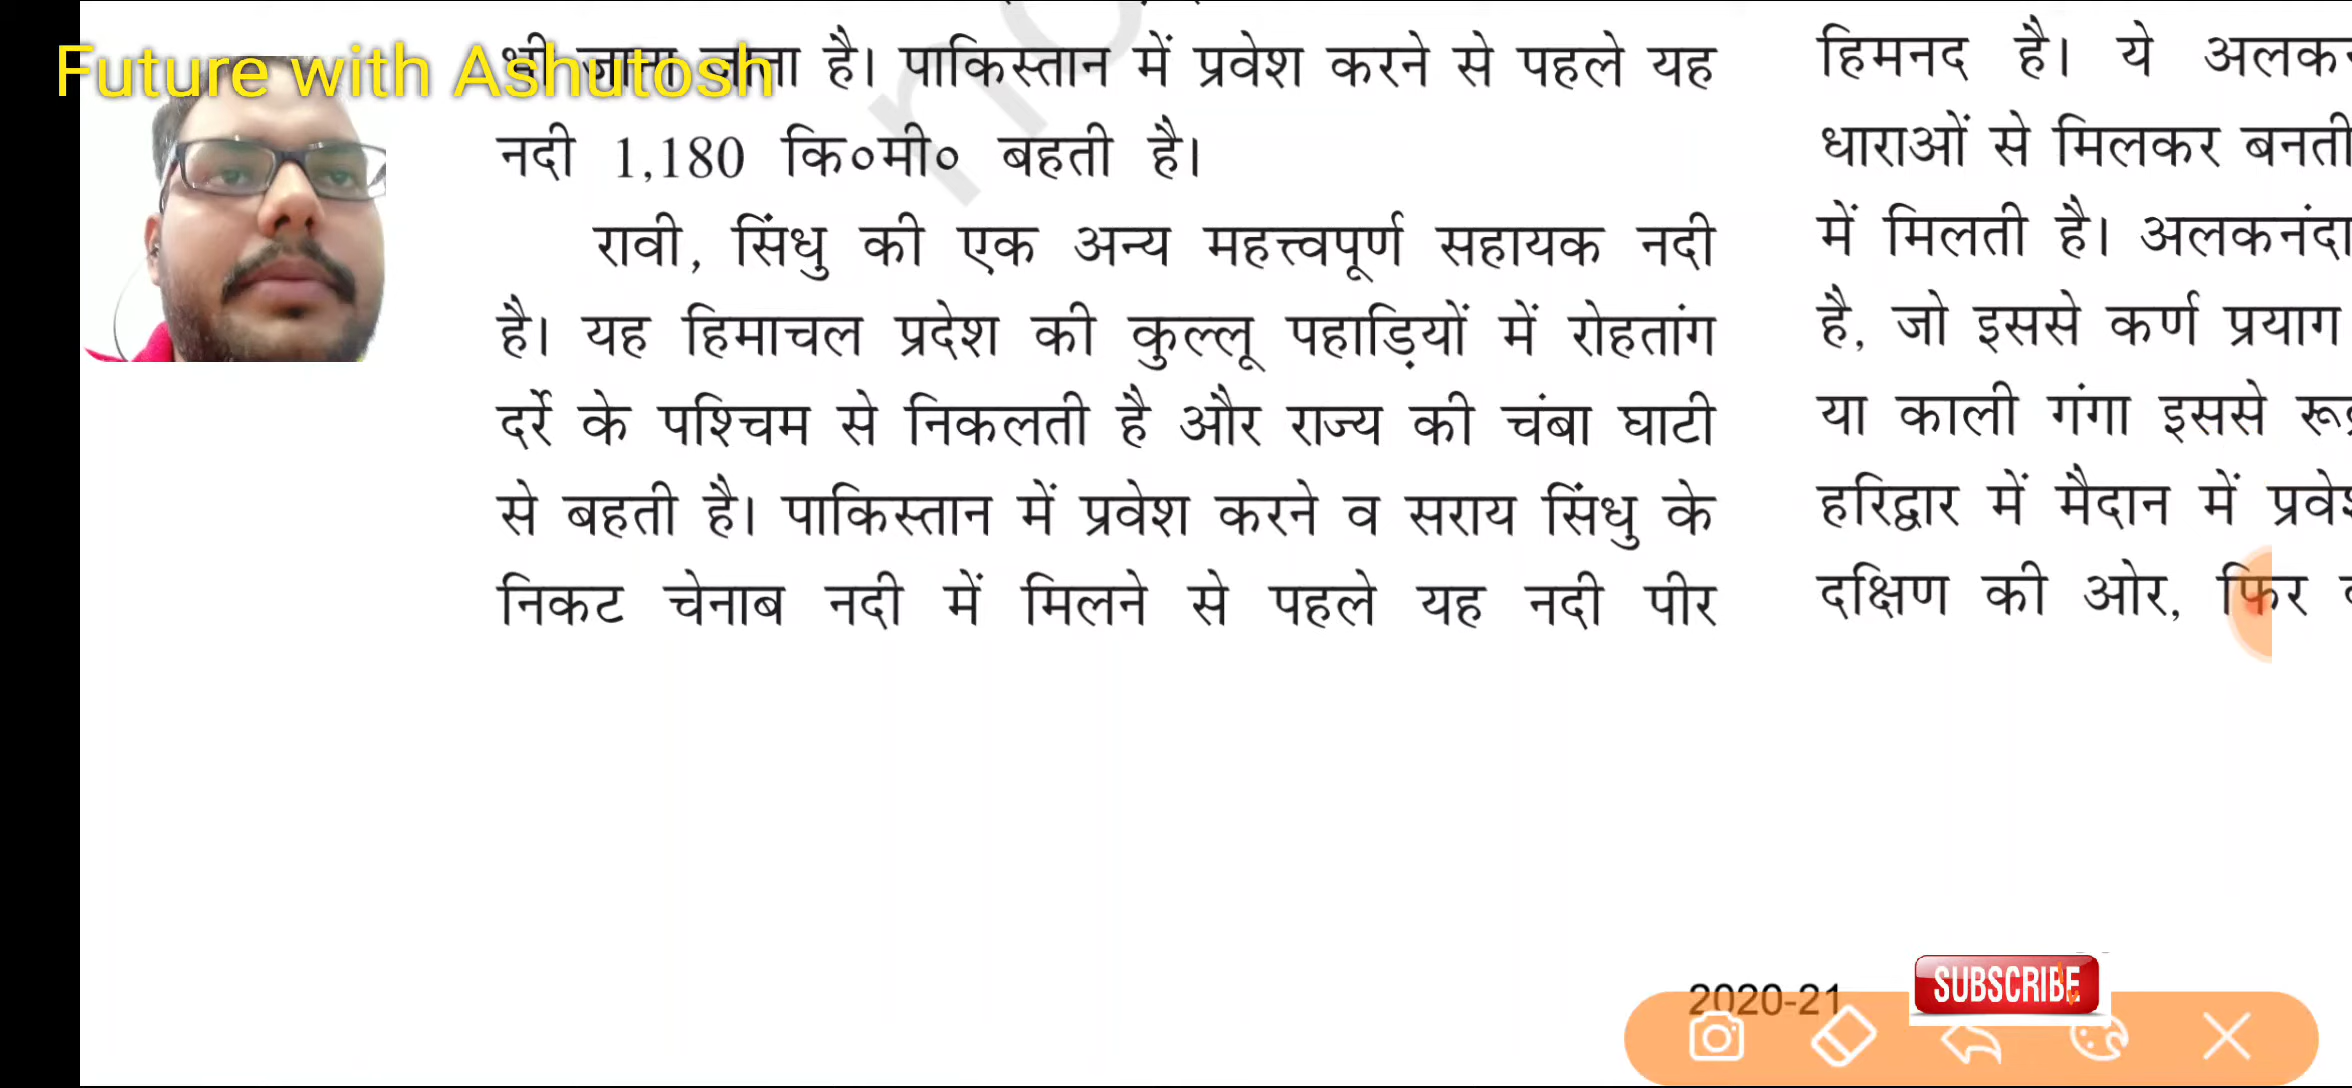 Future with Ashutosh
भी जाना जाता है। पाकिस्तान में प्रवेश करने से पहले यह
नदी 1,180 कि०मी० बहती है।
रावी, सिंधु की एक अन्य महत्त्वपूर्ण सहायक नदी
है। यह हिमाचल प्रदेश की कुल्लू पहाड़ियों में रोहतांग
दर्रे के पश्चिम से निकलती है और राज्य की चंबा घाटी
से बहती है। पाकिस्तान में प्रवेश करने व सराय सिंधु के
निकट चेनाब नदी में मिलने से पहले यह नदी पीर
हिमनद है। ये
धाराओं से मिलकर बनती
में मिलती है। अलकनंदा
है, जो इससे कर्ण प्रयाग
या काली गंगा इससे
हरिद्वार में मैदान में
दक्षिण की ओर, फिर
2020-21
SUBSCRIBE